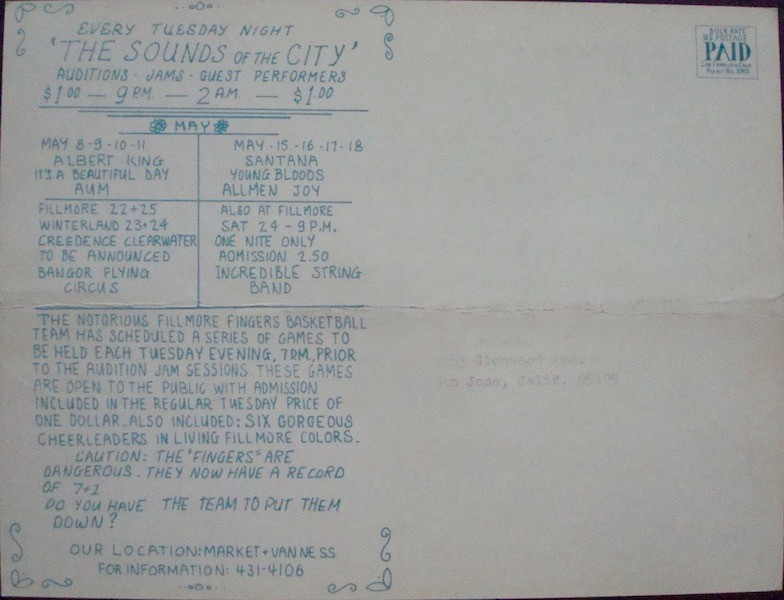 EVERY TUESDAY NIGHT
'THE SOUNDS OF THE CITY'
AUDITIONS · JAMS · GUEST PERFORMERS
$1.00 — 9 P.M. — 2 A.M. — $1.00
MAY
MAY 8-9-10-11
ALBERT KING
IT'S A BEAUTIFUL DAY
AUM
MAY -15-16-17-18
SANTANA
YOUNG BLOODS
ALLMEN JOY
FILLMORE 22+25
WINTERLAND 23+24
CREEDENCE CLEARWATER
TO BE ANNOUNCED
BANGOR FLYING
CIRCUS
ALSO AT FILLMORE
SAT 24 - 9 P.M.
ONE NITE ONLY
ADMISSION 2.50
INCREDIBLE STRING
BAND
THE NOTORIOUS FILLMORE FINGERS BASKETBALL
TEAM HAS SCHEDULED A SERIES OF GAMES TO
BE HELD EACH TUESDAY EVENING, 7PM, PRIOR
TO THE AUDITION JAM SESSIONS. THESE GAMES
ARE OPEN TO THE PUBLIC WITH ADMISSION
INCLUDED IN THE REGULAR TUESDAY PRICE OF
ONE DOLLAR. ALSO INCLUDED: SIX GORGEOUS
CHEERLEADERS IN LIVING FILLMORE COLORS.
CAUTION: THE "FINGERS" ARE
DANGEROUS. THEY NOW HAVE A RECORD
OF 7+1
DO YOU HAVE THE TEAM TO PUT THEM
DOWN?
OUR LOCATION: MARKET + VAN NESS
FOR INFORMATION: 431-4106
BULK RATE
US POSTAGE
PAID
Glenwood Ave.
San Jose, Calif. 95125